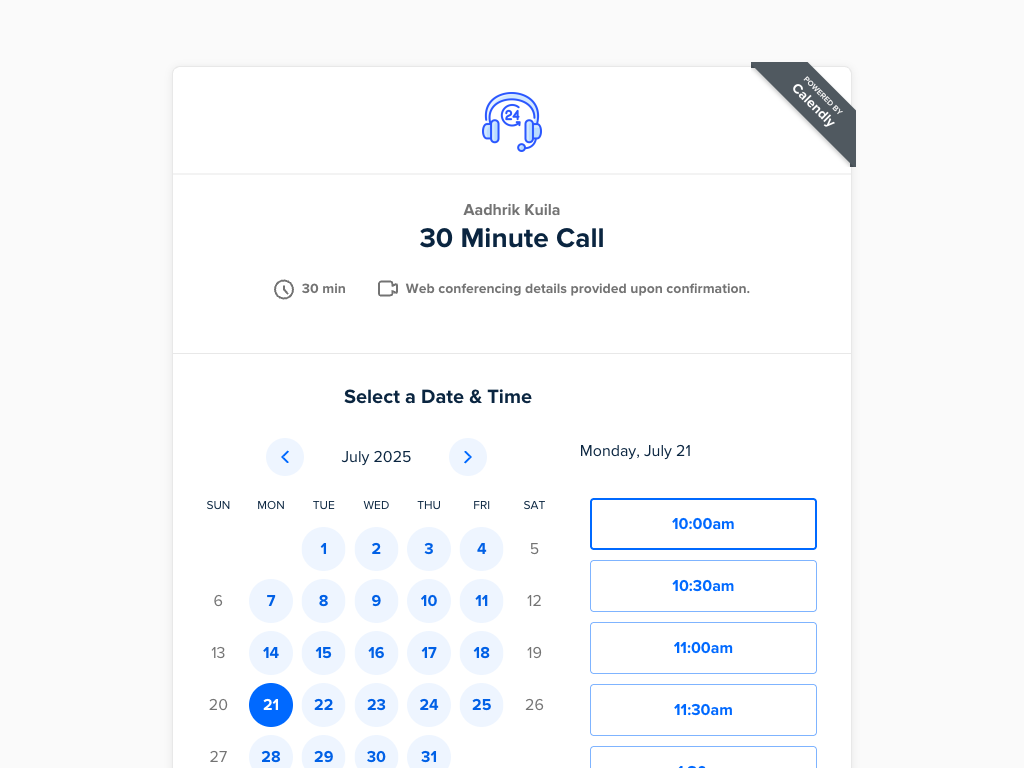 POWERED BY
Calendly
24
Aadhrik Kuila
30 Minute Call
30 min
Web conferencing details provided upon confirmation.
Select a Date & Time
July 2025
SUN MON TUE WED THU FRI SAT
1 2 3 4 5
6 7 8 9 10 11 12
13 14 15 16 17 18 19
20 21 22 23 24 25 26
27 28 29 30 31
Monday, July 21
10:00am
10:30am
11:00am
11:30am